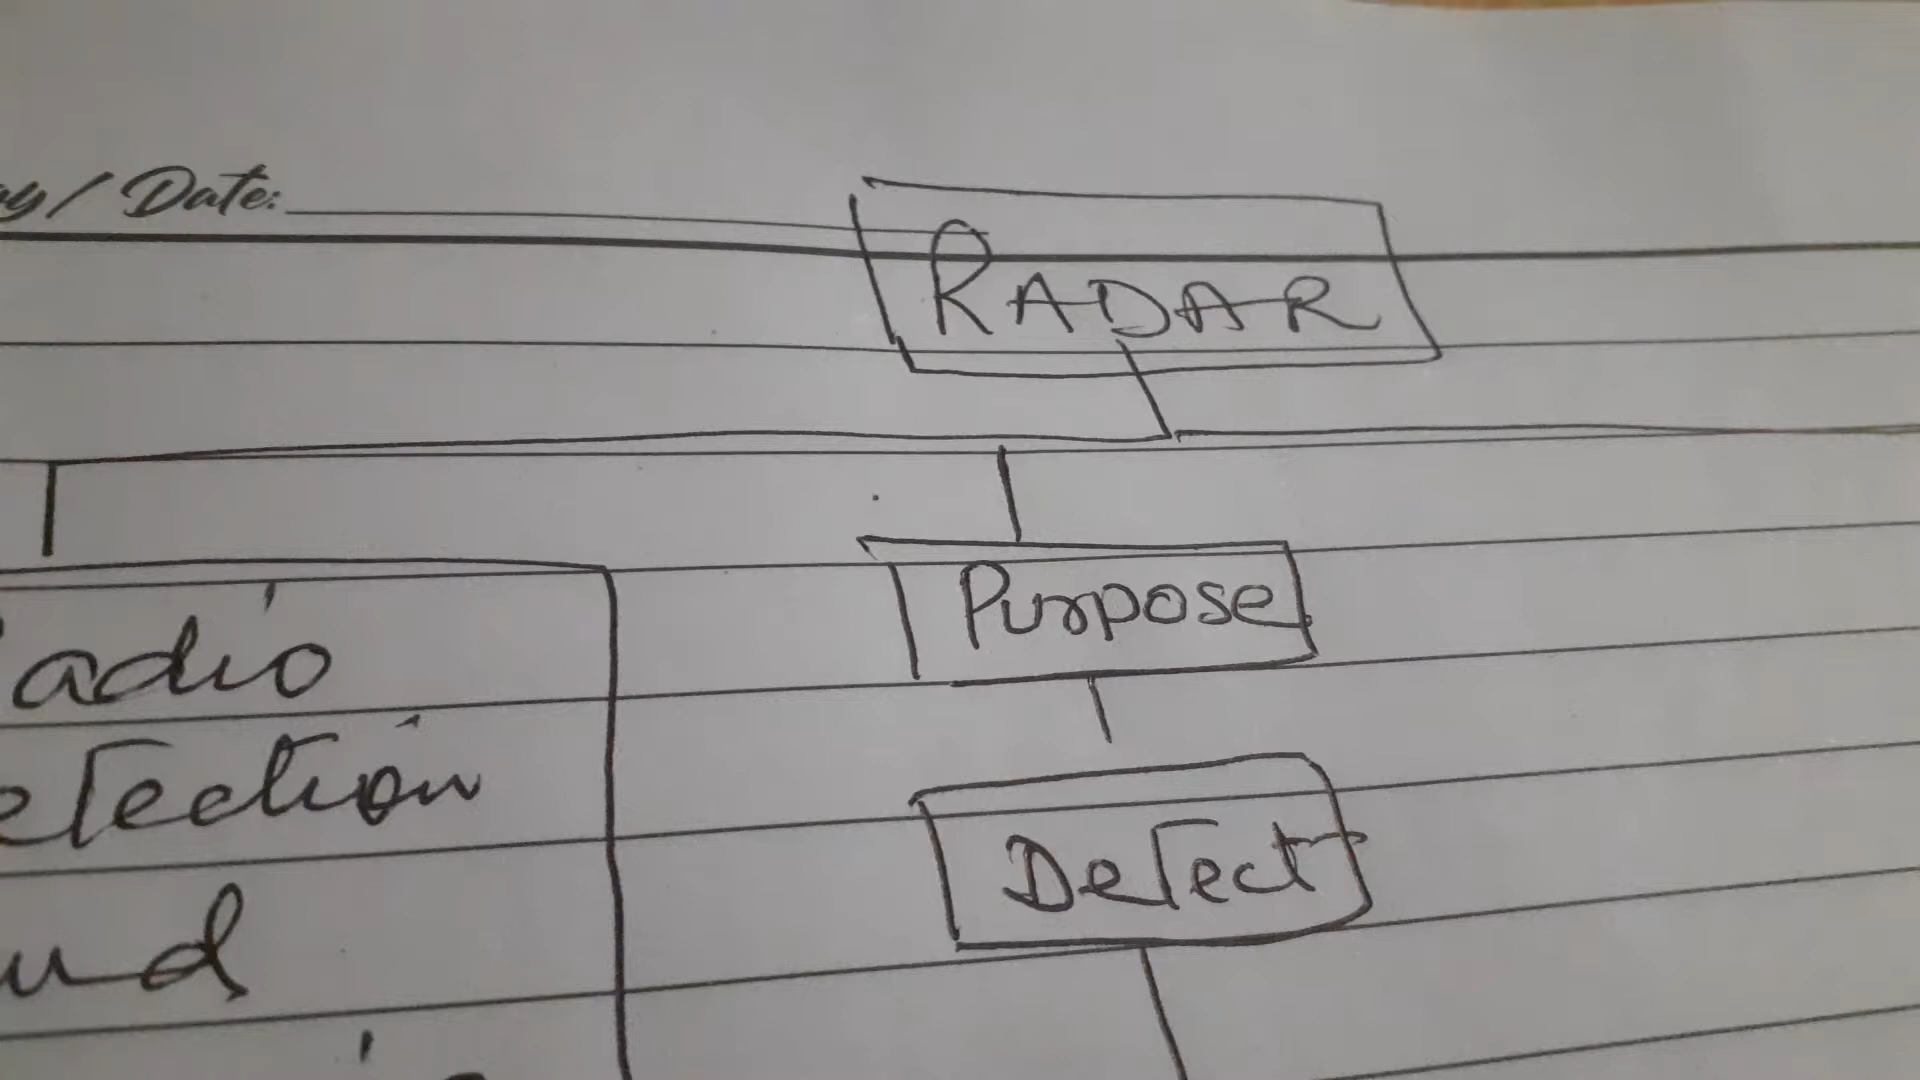 / Date:
RADAR
Purpose
adio
etection
Detect
nd